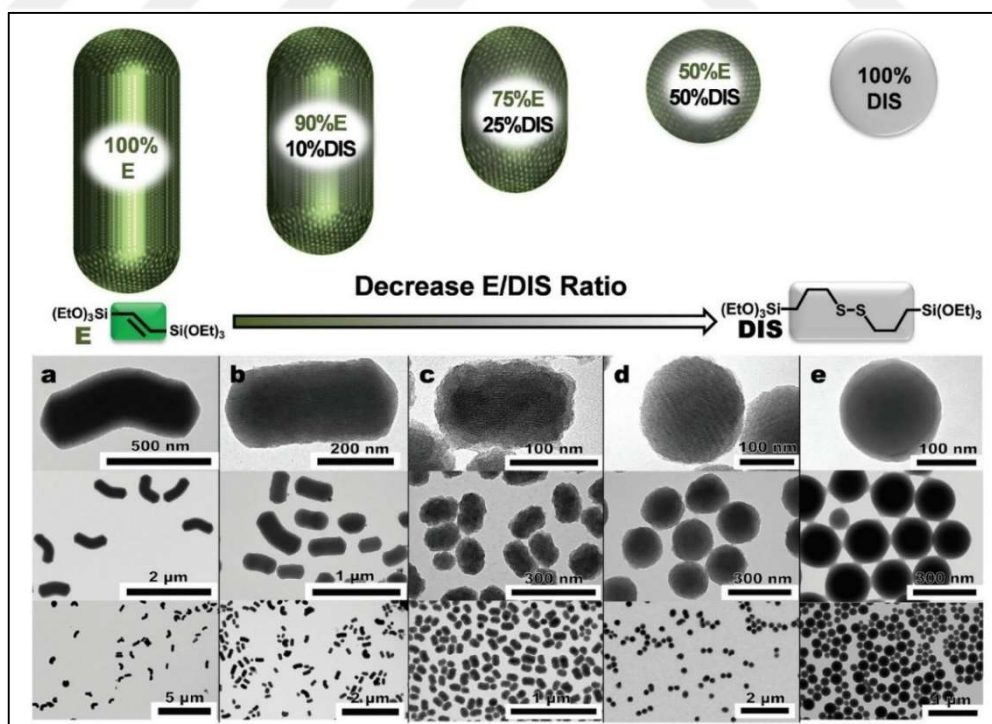 100%
E
90%E
10%DIS
75%E
25%DIS
50%E
50%DIS
100%
DIS
Decrease E/DIS Ratio
(EtO)₃Si
Si(OEt)₃
E
(EtO)₃Si
S-S
Si(OEt)₃
DIS
a
500 nm
b
200 nm
c
100 nm
d
100 nm
e
100 nm
2 µm
1 µm
300 nm
300 nm
300 nm
5 µm
2 µm
1 µm
2 µm
1 µm